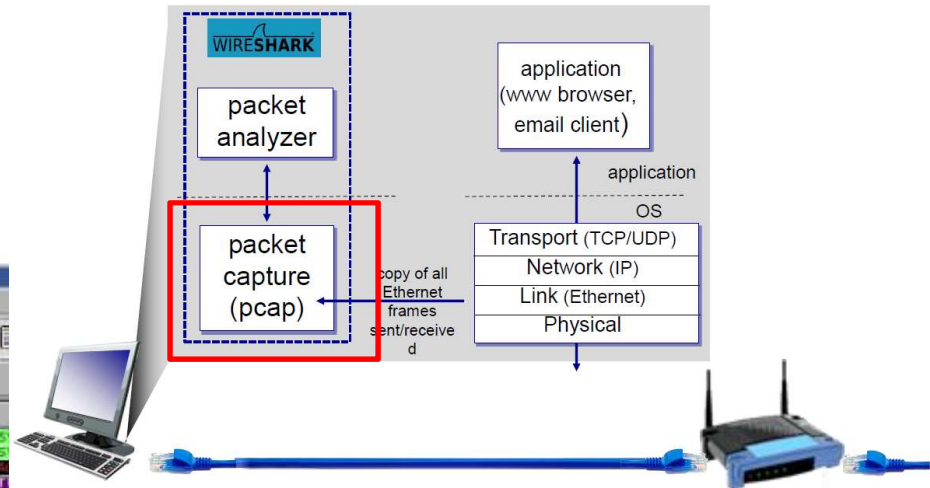 WIRESHARK
packet
analyzer
packet
capture
(pcap)
copy of all
Ethernet
frames
sent/receive
d
application
(www browser,
email client)
application
OS
Transport (TCP/UDP)
Network (IP)
Link (Ethernet)
Physical